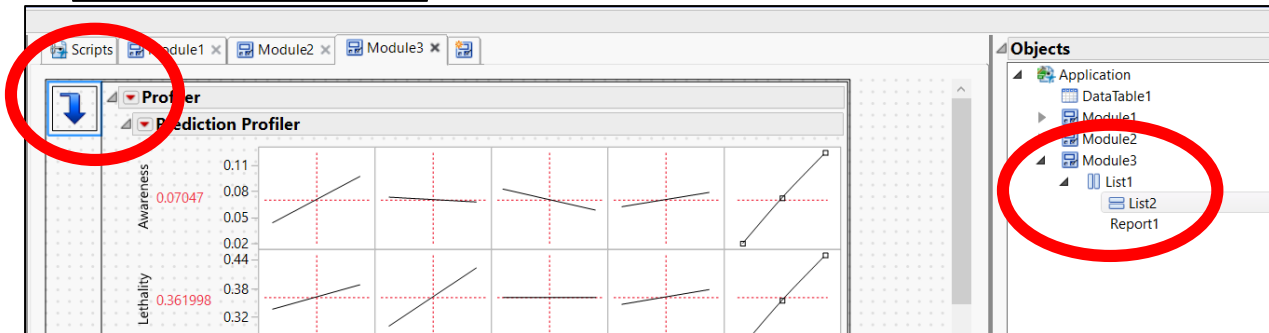 Scripts
Module1
Module2
Module3
Objects
Application
DataTable1
Module1
Module2
Module3
List1
List2
Report1
Profiler
Prediction Profiler
Awareness
0.07047
0.11
0.08
0.05
0.02
Lethality
0.361998
0.44
0.38
0.32